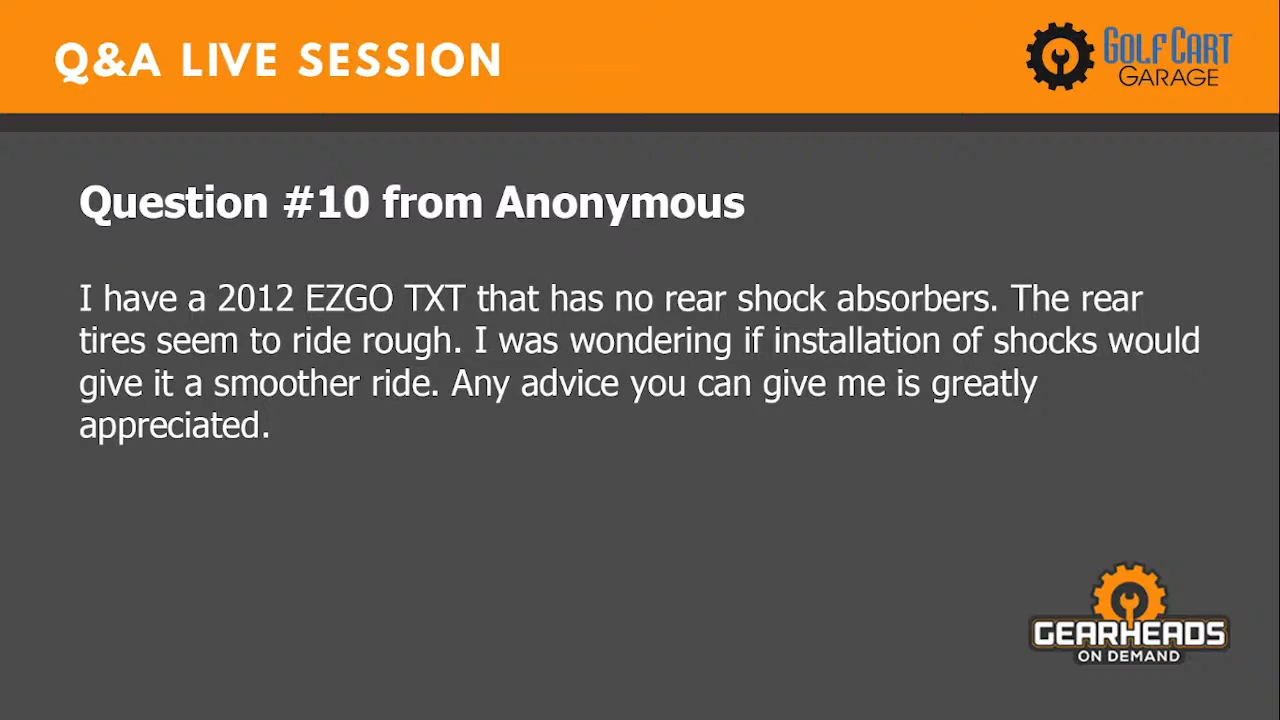 Q&A LIVE SESSION
GOLF CART
GARAGE
Question #10 from Anonymous
I have a 2012 EZGO TXT that has no rear shock absorbers. The rear
tires seem to ride rough. I was wondering if installation of shocks would
give it a smoother ride. Any advice you can give me is greatly
appreciated.
GEARHEADS
ON DEMAND